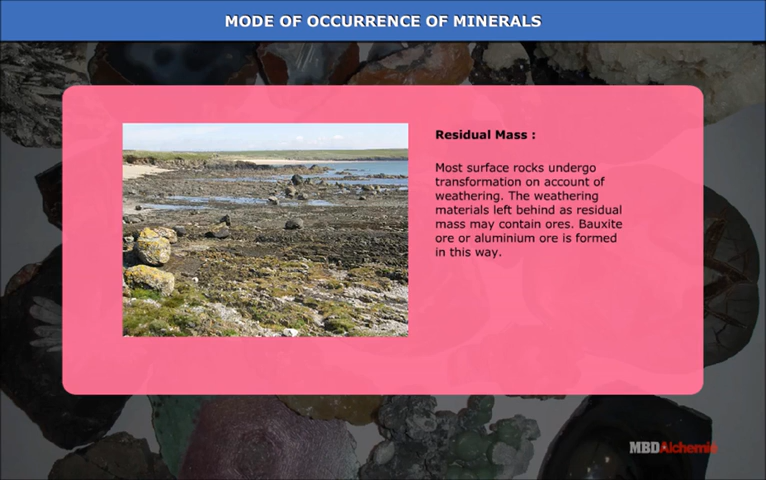 MODE OF OCCURRENCE OF MINERALS
Residual Mass :
Most surface rocks undergo
transformation on account of
weathering. The weathering
materials left behind as residual
mass may contain ores. Bauxite
ore or aluminium ore is formed
in this way.
MBDAlchemie